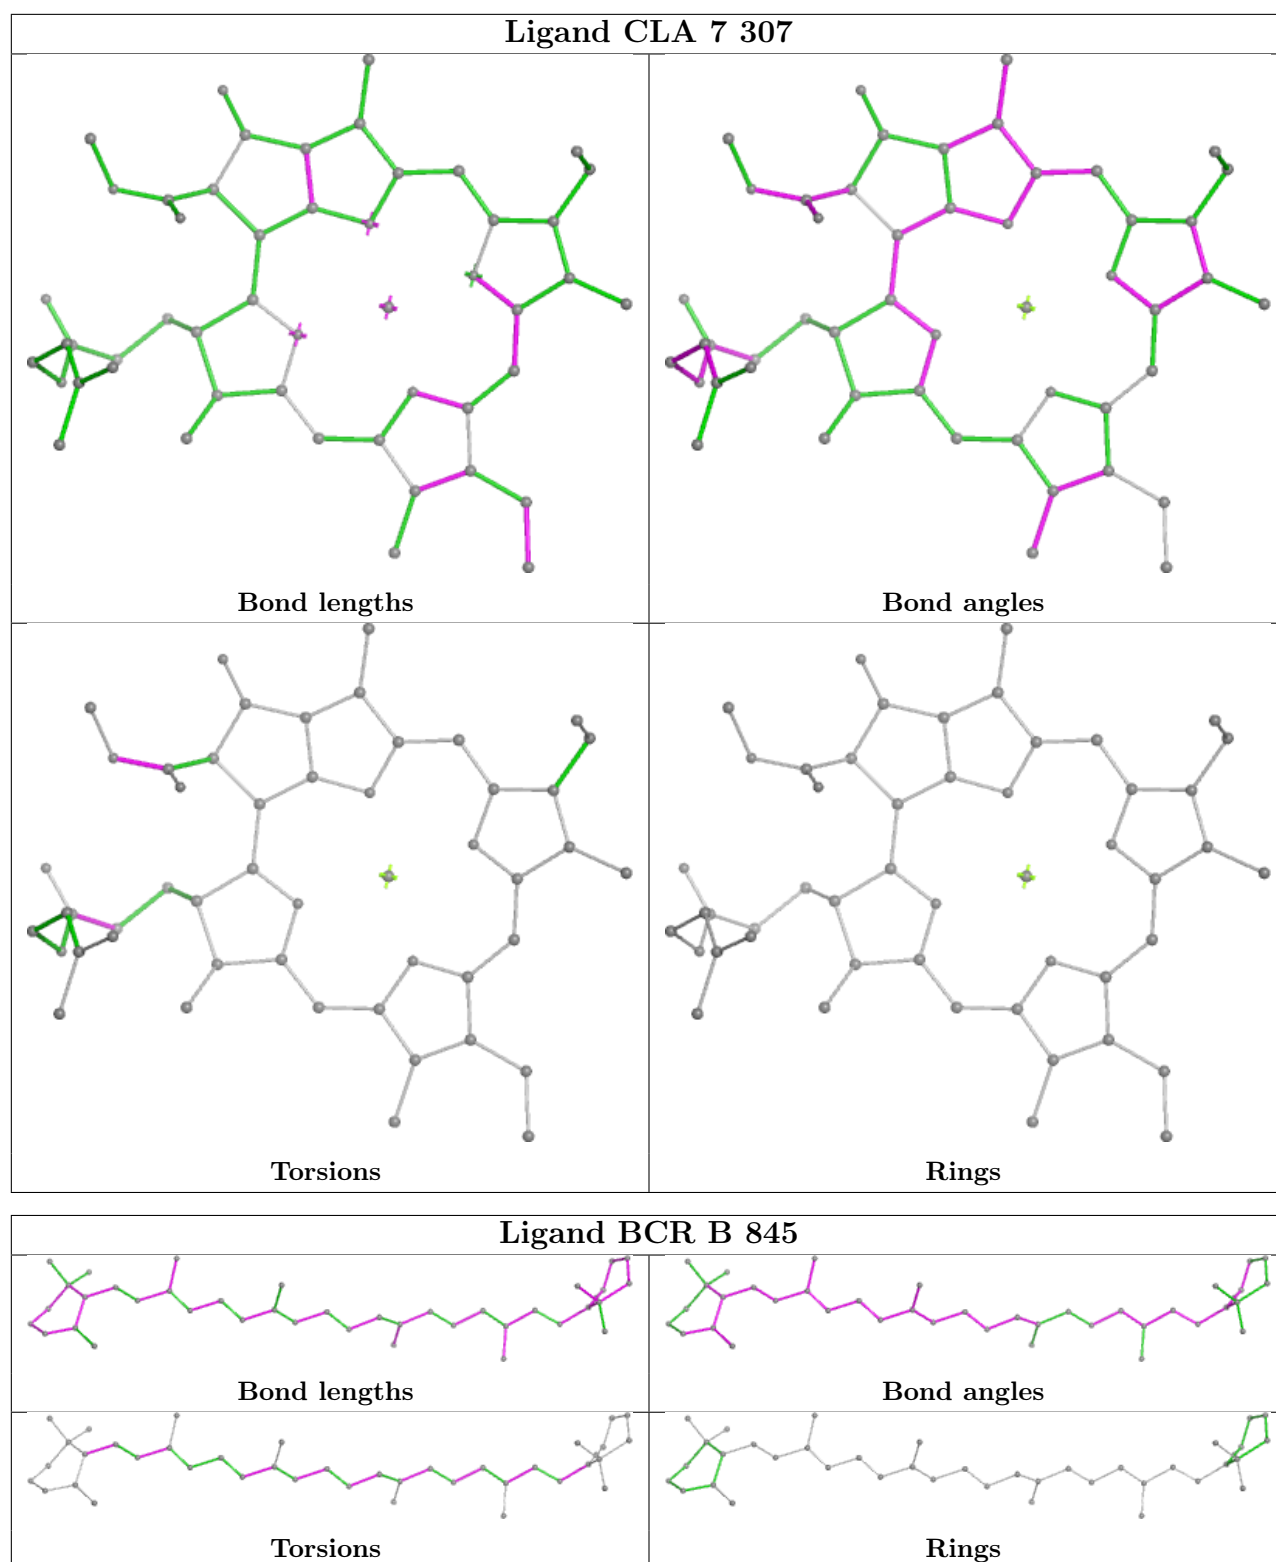 Ligand CLA 7 307
Bond lengths
Bond angles
Torsions
Rings
Ligand BCR B 845
Bond lengths
Bond angles
Torsions
Rings